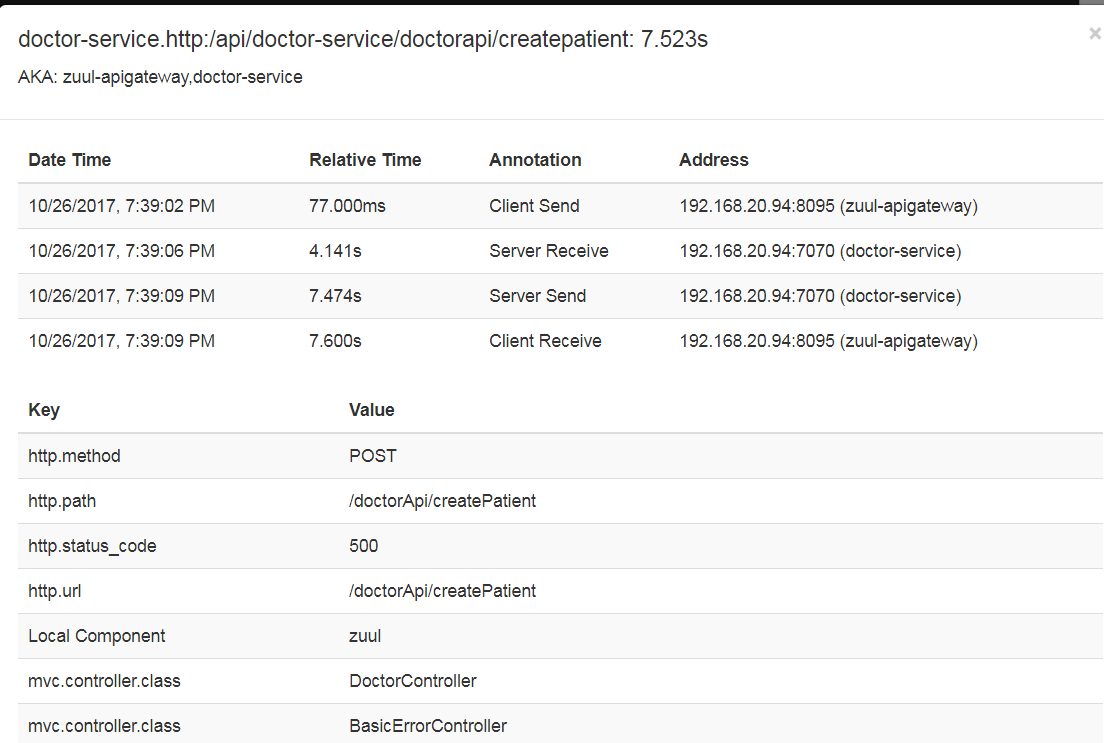 doctor-service.http:/api/doctor-service/doctorapi/createpatient: 7.523s
×
AKA: zuul-apigateway,doctor-service
Date Time Relative Time Annotation Address
10/26/2017, 7:39:02 PM 77.000ms Client Send 192.168.20.94:8095 (zuul-apigateway)
10/26/2017, 7:39:06 PM 4.141s Server Receive 192.168.20.94:7070 (doctor-service)
10/26/2017, 7:39:09 PM 7.474s Server Send 192.168.20.94:7070 (doctor-service)
10/26/2017, 7:39:09 PM 7.600s Client Receive 192.168.20.94:8095 (zuul-apigateway)
Key Value
http.method POST
http.path /doctorApi/createPatient
http.status_code 500
http.url /doctorApi/createPatient
Local Component zuul
mvc.controller.class DoctorController
mvc.controller.class BasicErrorController